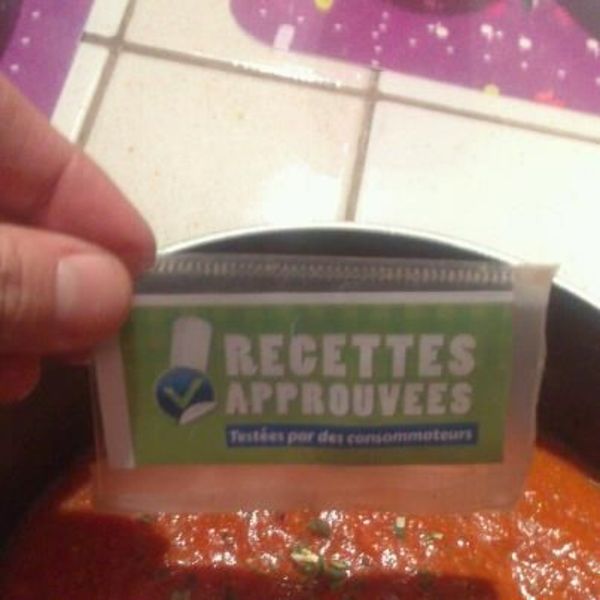 RECETTES
APPROUVEES
Testées par des consommateurs